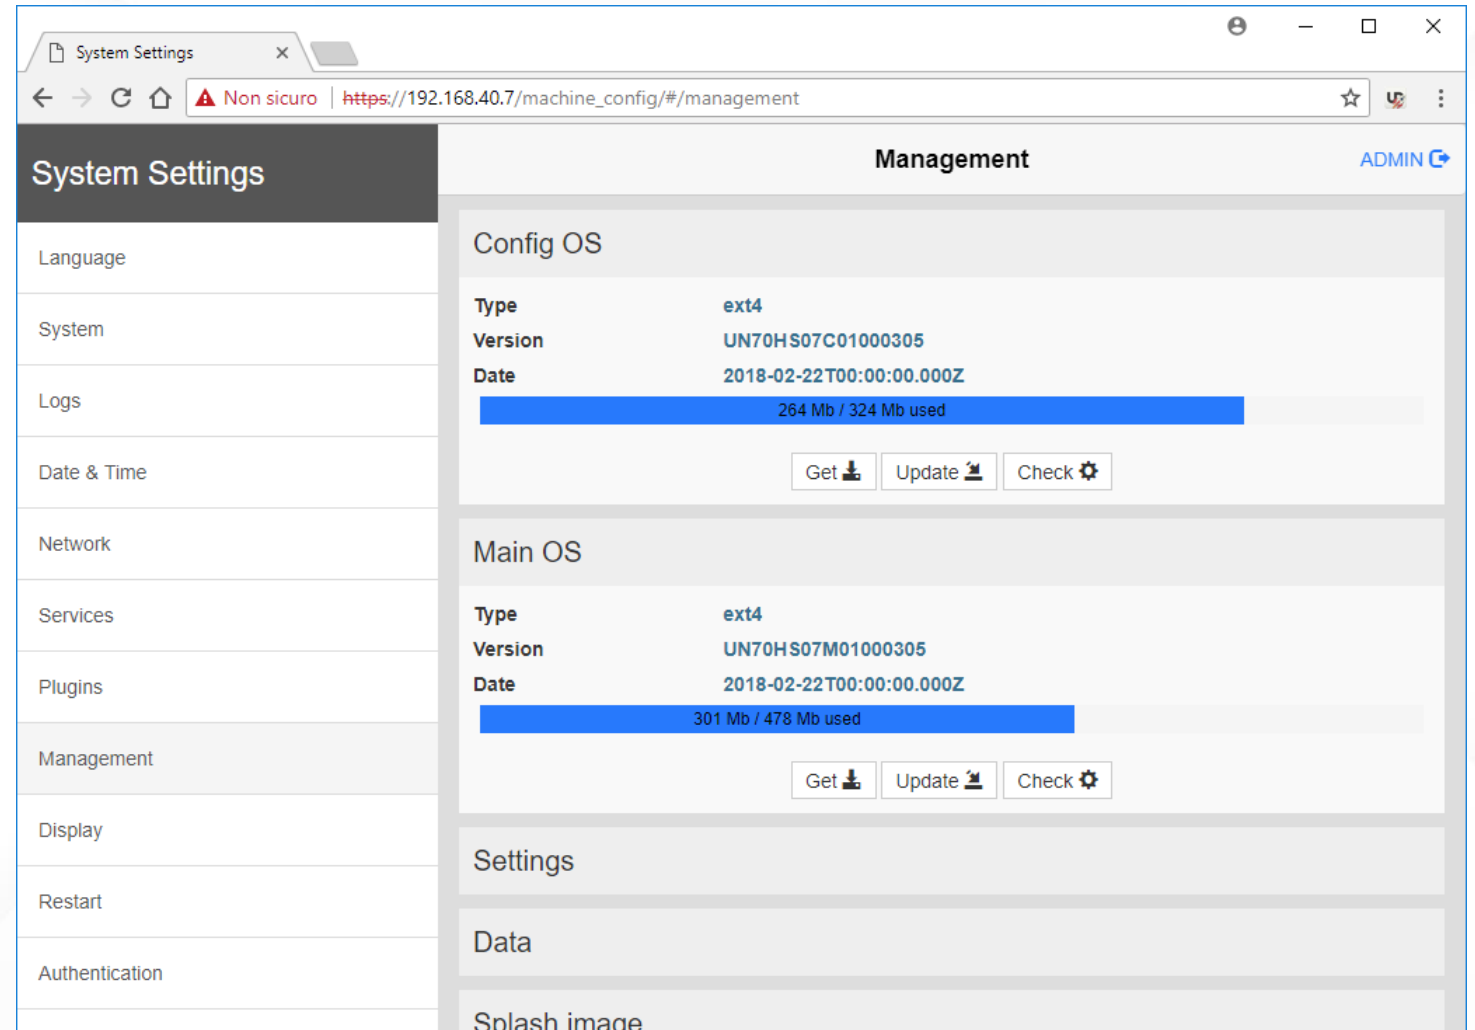 System Settings
Non sicuro https://192.168.40.7/machine_config/#/management
System Settings
Language
System
Logs
Date & Time
Network
Services
Plugins
Management
Display
Restart
Authentication
Management
ADMIN
Config OS
Type ext4
Version UN70HS07C01000305
Date 2018-02-22T00:00:00.000Z
264 Mb / 324 Mb used
Get Update Check
Main OS
Type ext4
Version UN70HS07M01000305
Date 2018-02-22T00:00:00.000Z
301 Mb / 478 Mb used
Get Update Check
Settings
Data
Splash image